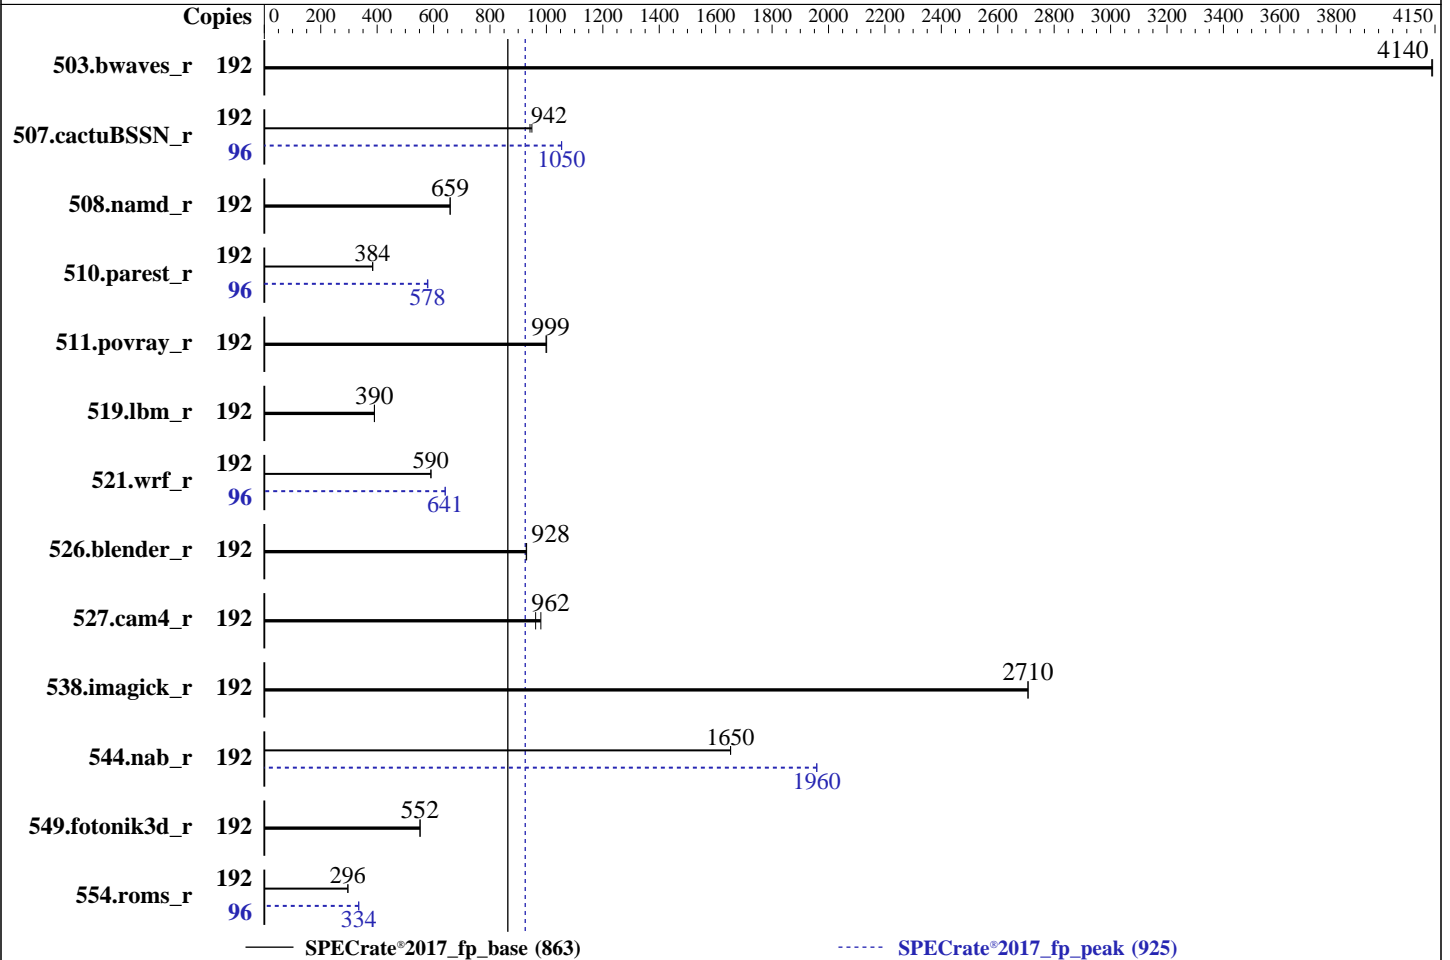 Copies 0 200 400 600 800 1000 1200 1400 1600 1800 2000 2200 2400 2600 2800 3000 3200 3400 3600 3800 4150
503.bwaves_r 192 4140
507.cactuBSSN_r 192 942
96 1050
508.namd_r 192 659
510.parest_r 192 384
96 578
511.povray_r 192 999
519.lbm_r 192 390
521.wrf_r 192 590
96 641
526.blender_r 192 928
527.cam4_r 192 962
538.imagick_r 192 2710
544.nab_r 192 1650
1960
549.fotonik3d_r 192 552
554.roms_r 192 296
96 334
SPECrate®2017_fp_base (863) SPECrate®2017_fp_peak (925)